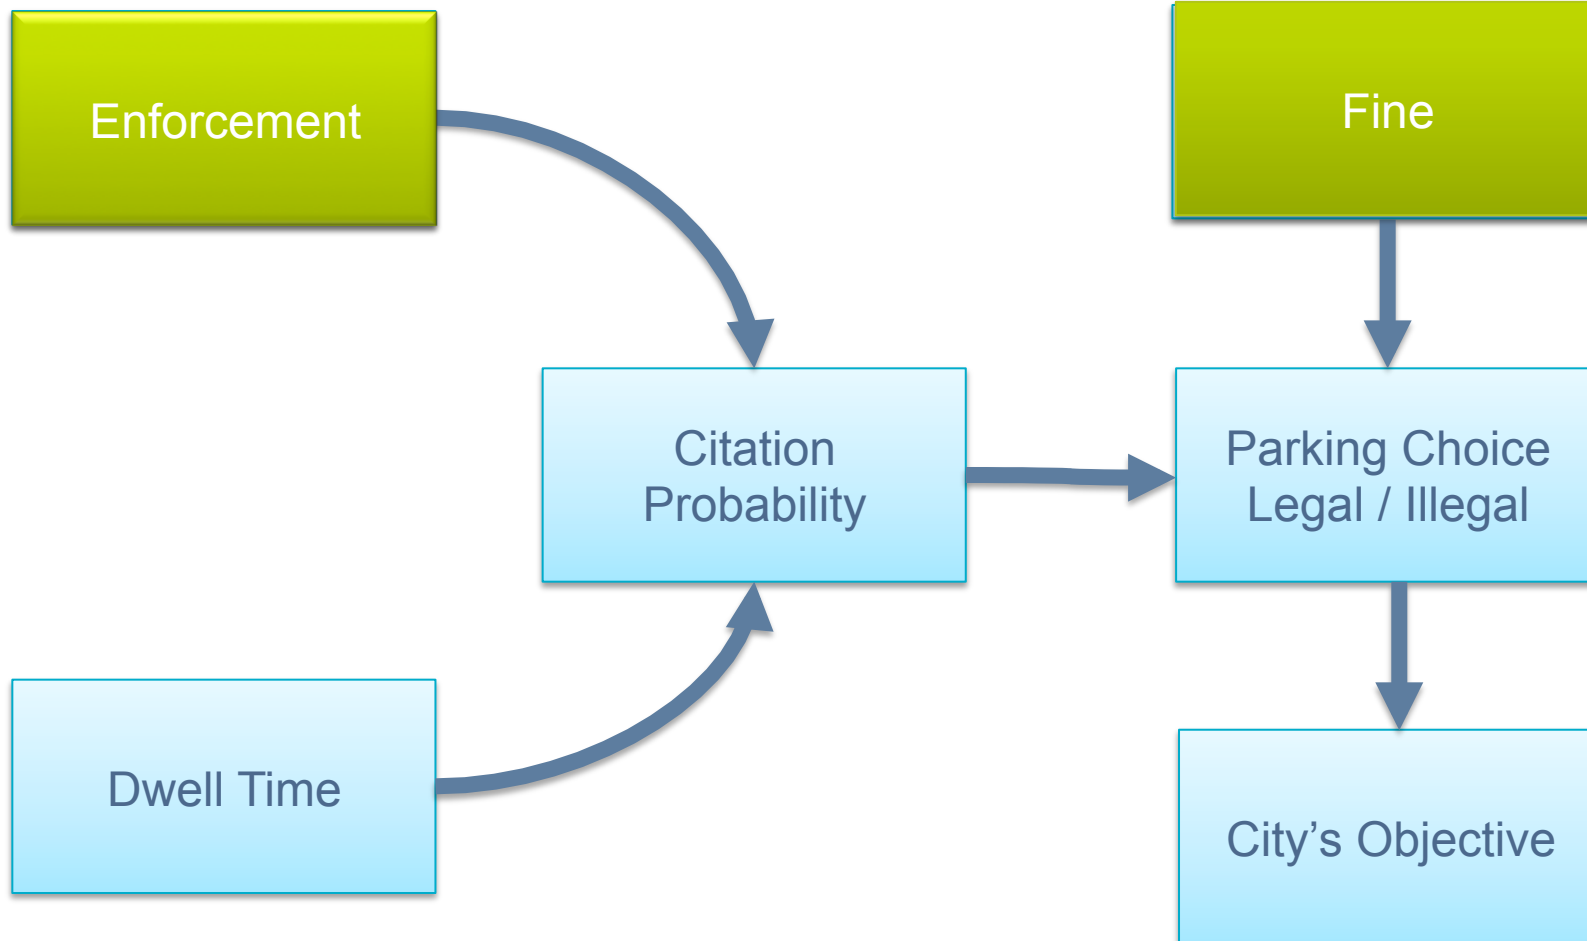 Enforcement
Fine
Citation
Probability
Parking Choice
Legal / Illegal
Dwell Time
City’s Objective